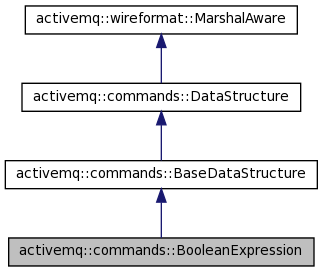 activemq::wireformat::MarshalAware
activemq::commands::DataStructure
activemq::commands::BaseDataStructure
activemq::commands::BooleanExpression